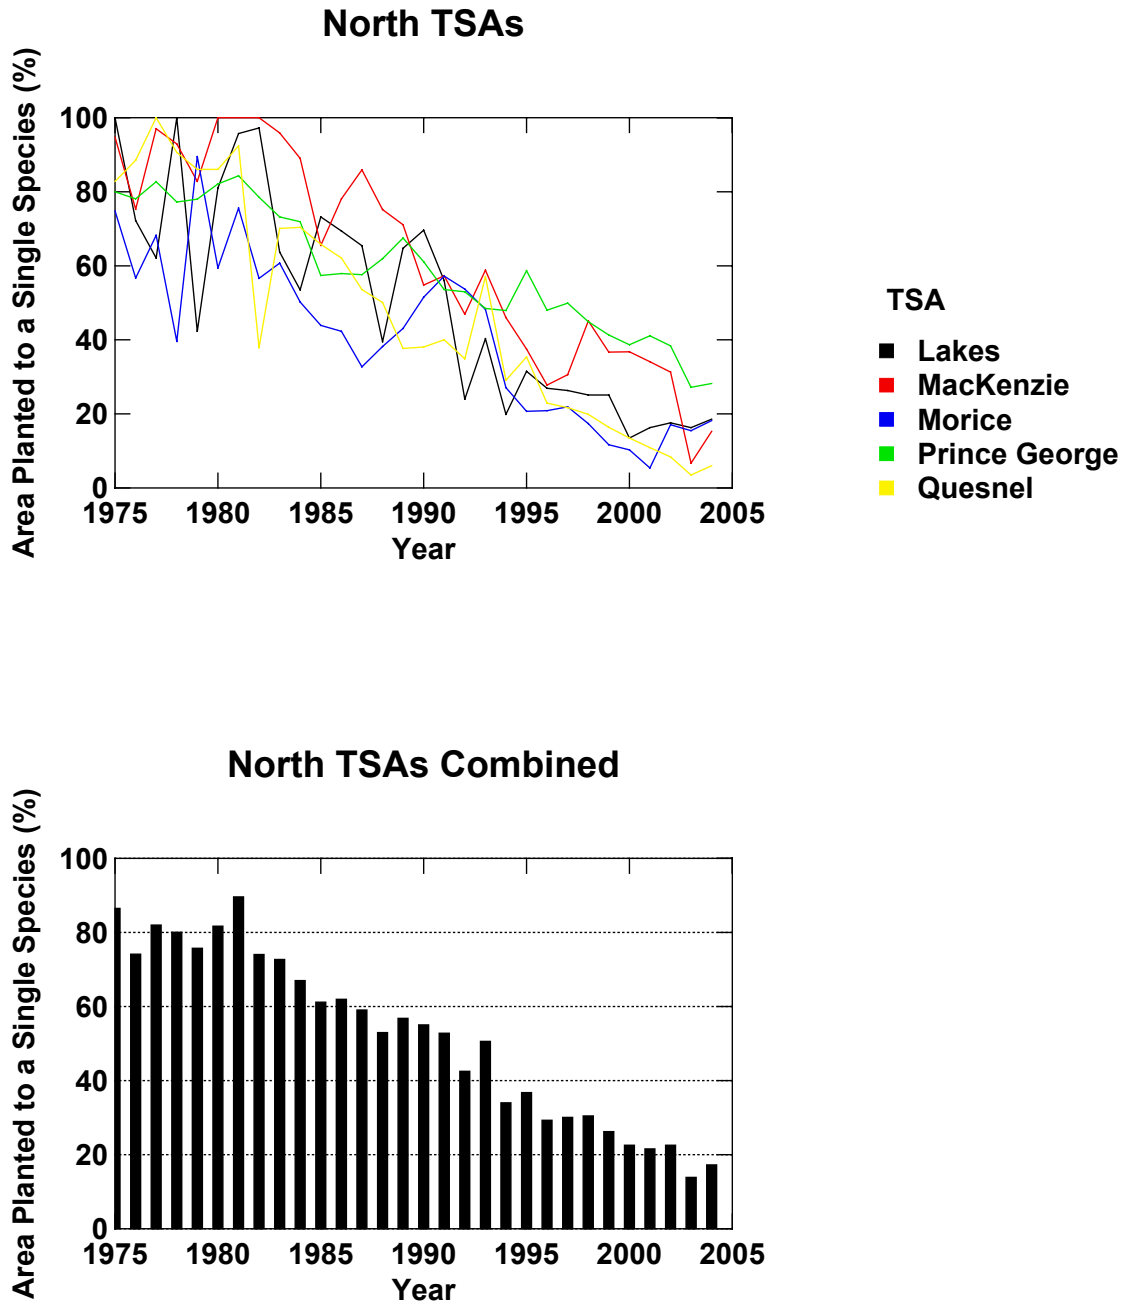 North TSAs
Area Planted to a Single Species (%)
100
80
60
40
20
0
1975 1980 1985 1990 1995 2000 2005
Year
TSA
Lakes
MacKenzie
Morice
Prince George
Quesnel
North TSAs Combined
Area Planted to a Single Species (%)
100
80
60
40
20
0
1975 1980 1985 1990 1995 2000 2005
Year